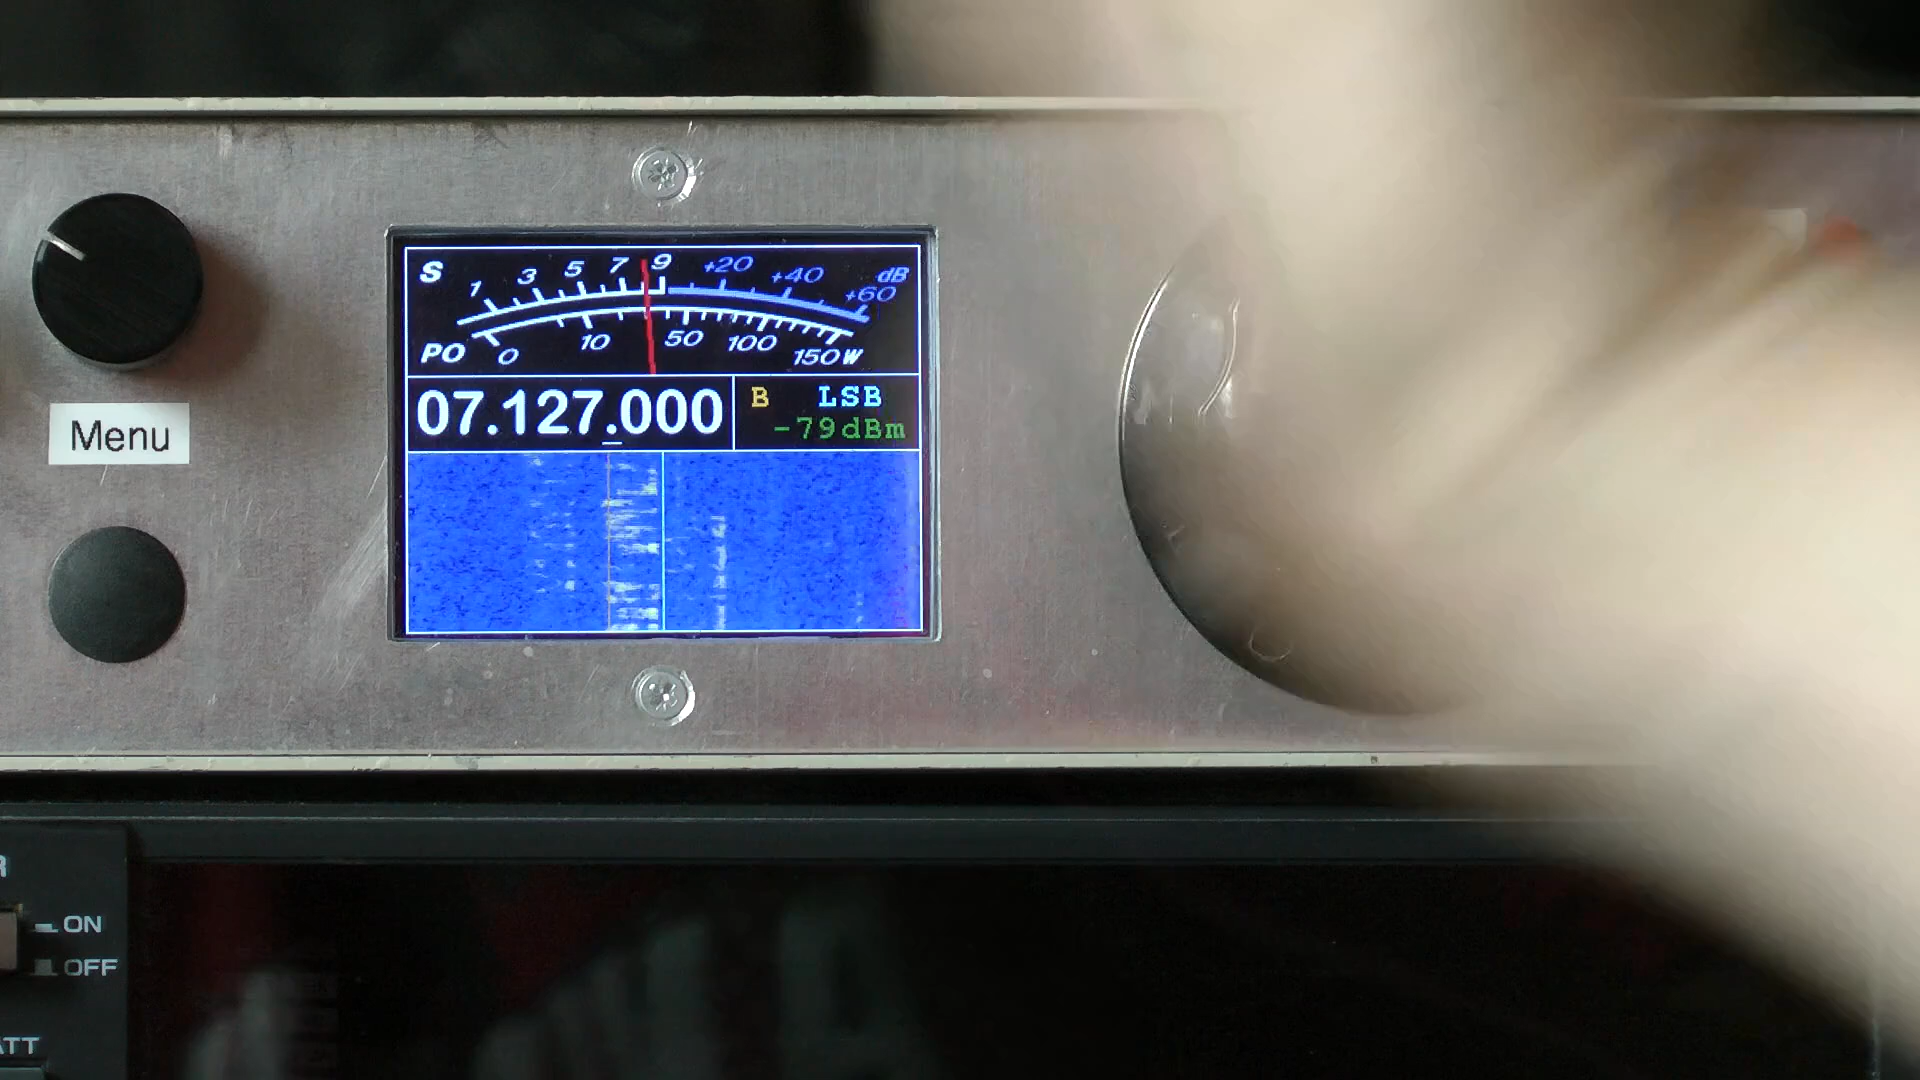 S 1 3 5 7 9 +20 +40 +60 dB
PO 0 10 50 100 150 W
07.127.000 B LSB
-79dBm
Menu
R
ON
OFF
ATT